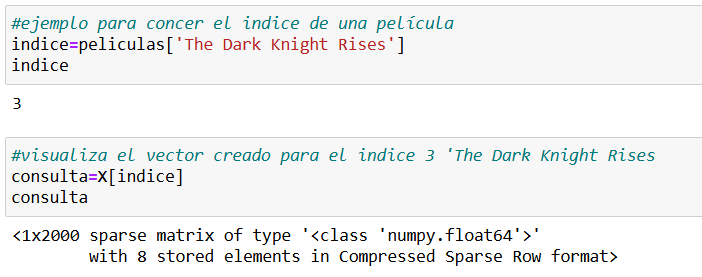 #ejemplo para concer el indice de una película
indice=peliculas['The Dark Knight Rises']
indice
3
#visualiza el vector creado para el indice 3 'The Dark Knight Rises
consulta=X[indice]
consulta
<1x2000 sparse matrix of type '<class 'numpy.float64'>'
        with 8 stored elements in Compressed Sparse Row format>